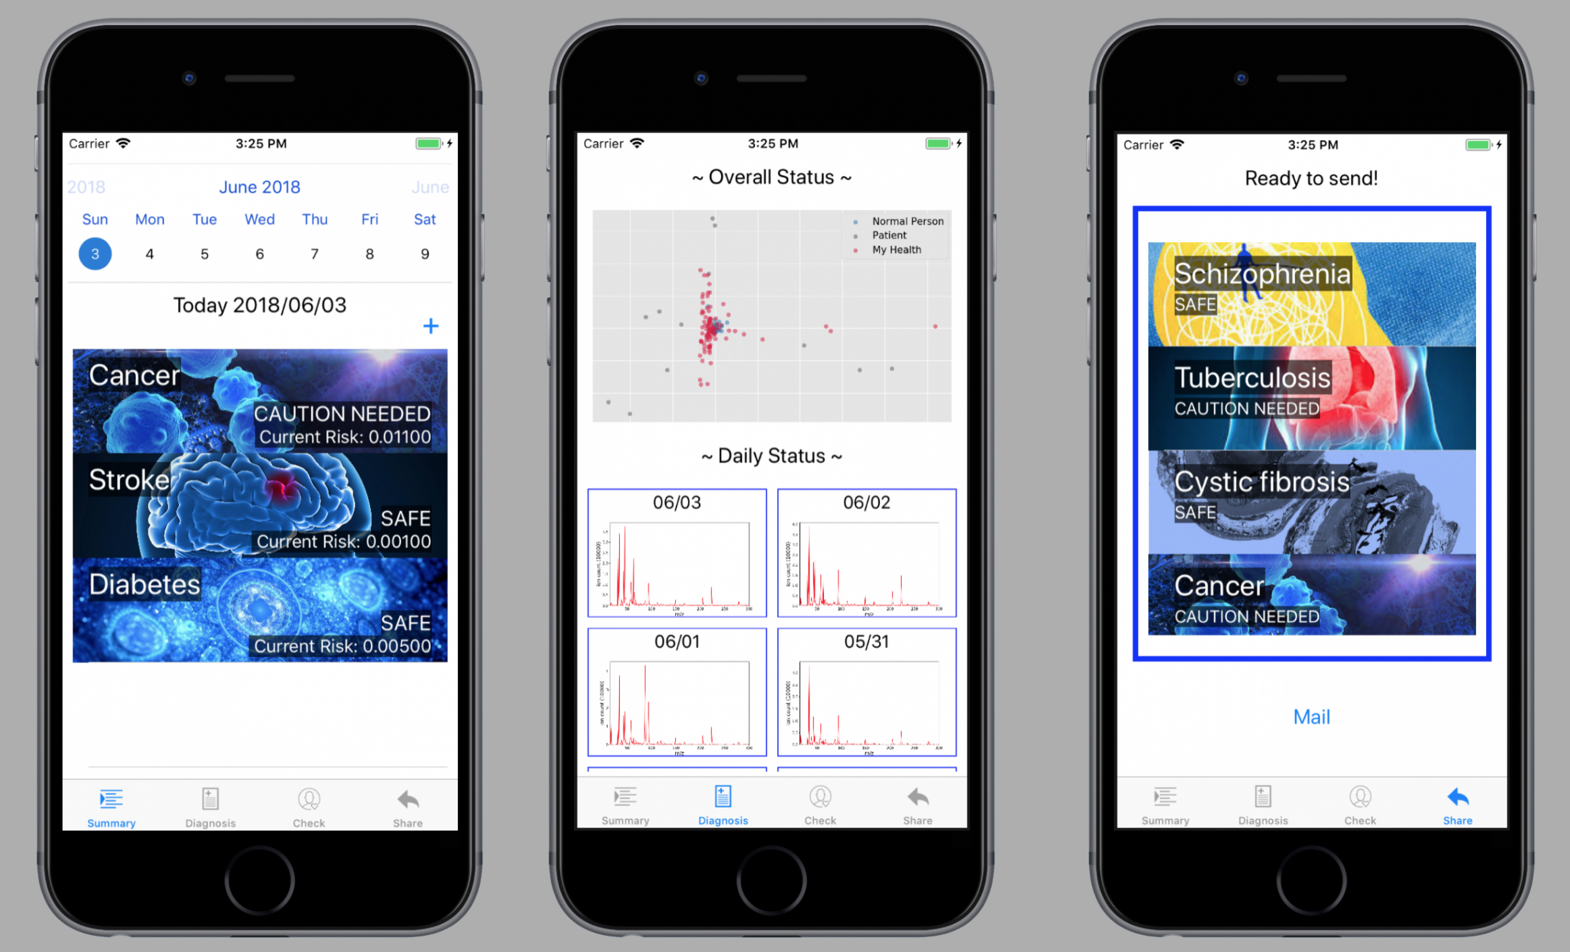 Carrier 3:25 PM
2018 June 2018 June
Sun Mon Tue Wed Thu Fri Sat
3 4 5 6 7 8 9
Today 2018/06/03
+
Cancer
CAUTION NEEDED
Current Risk: 0.01100
Stroke
SAFE
Current Risk: 0.00100
Diabetes
SAFE
Current Risk: 0.00500
Summary Diagnosis Check Share
Carrier 3:25 PM
~ Overall Status ~
Normal Person
Patient
My Health
~ Daily Status ~
06/03 06/02
m/z m/z
06/01 05/31
m/z m/z
Summary Diagnosis Check Share
Carrier 3:25 PM
Ready to send!
Schizophrenia
SAFE
Tuberculosis
CAUTION NEEDED
Cystic fibrosis
SAFE
Cancer
CAUTION NEEDED
Mail
Summary Diagnosis Check Share